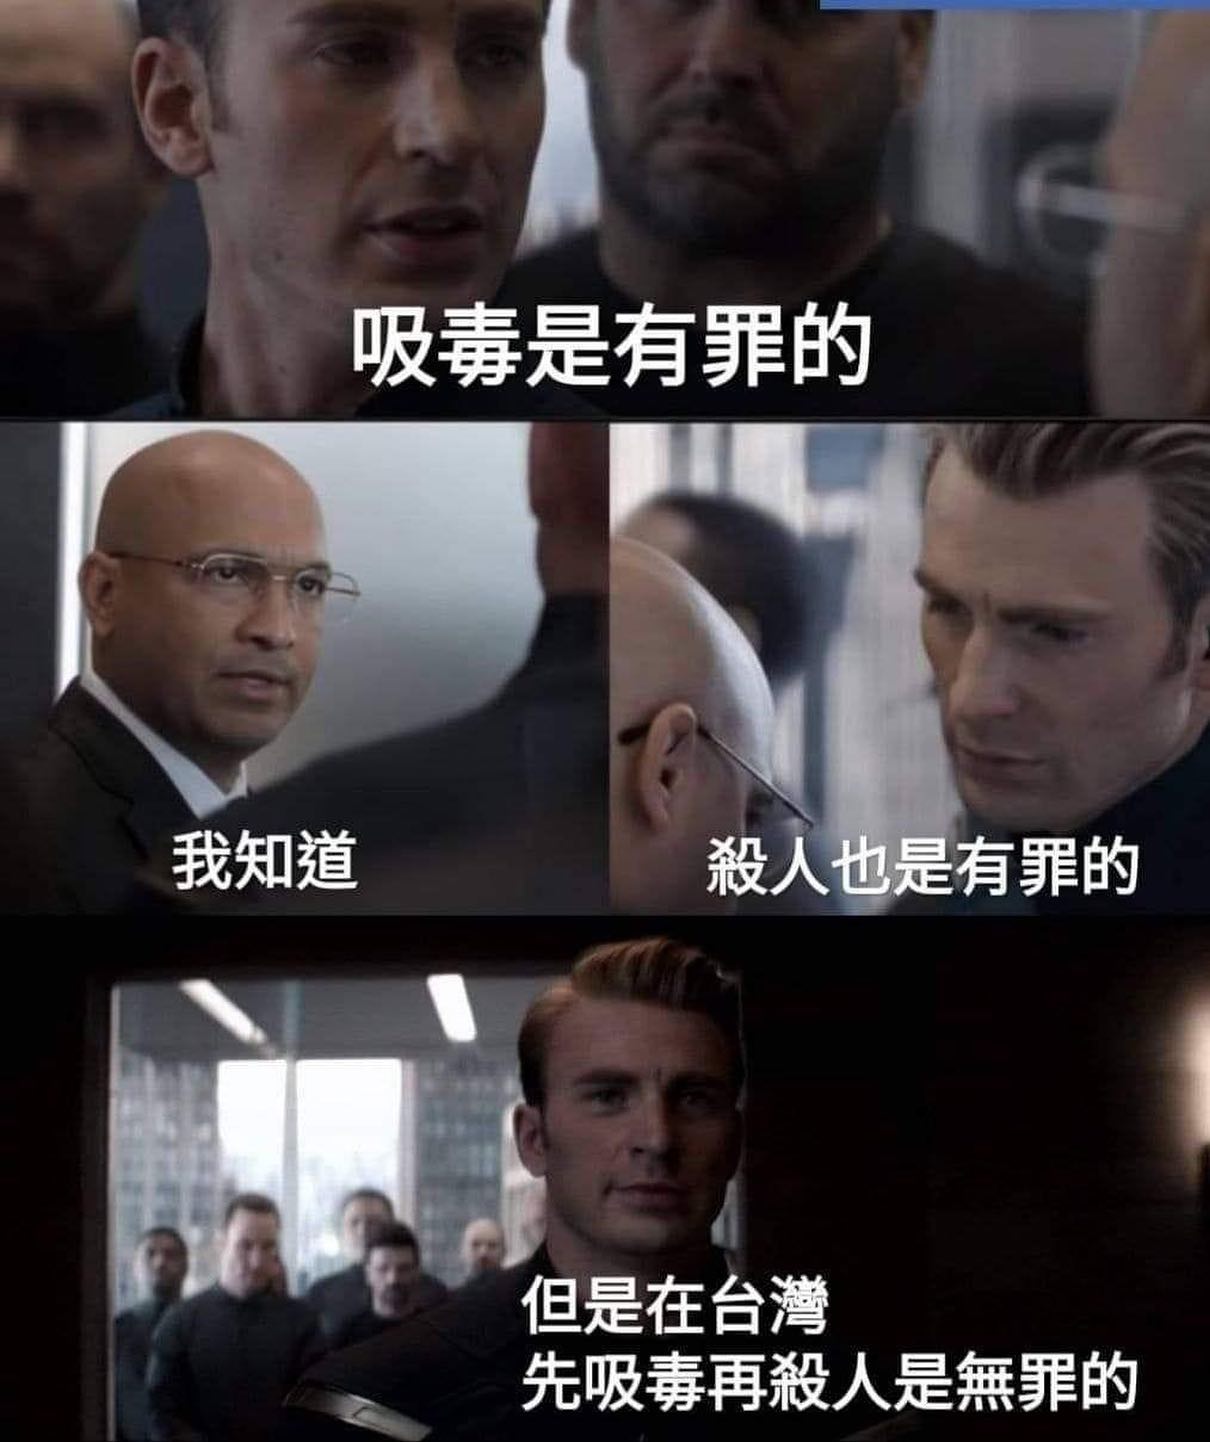 吸毒是有罪的
我知道
殺人也是有罪的
但是在台灣
先吸毒再殺人是無罪的